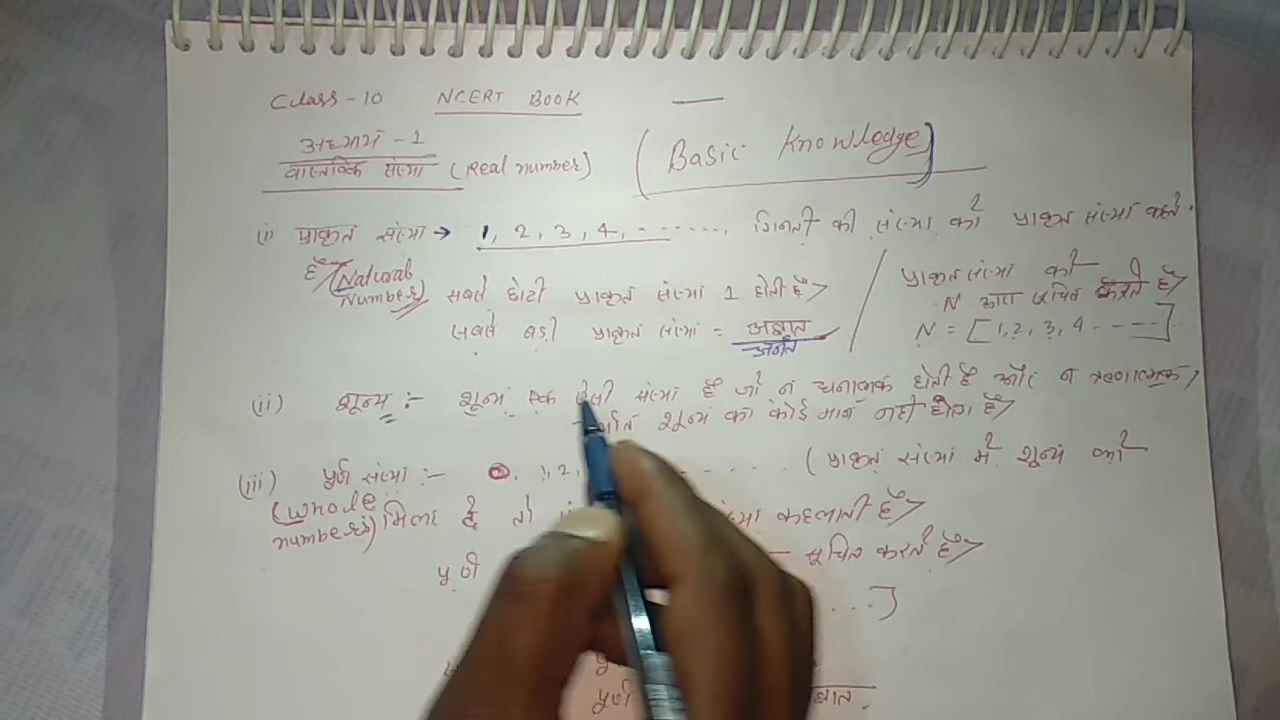 Class - 10 NCERT BOOK
अध्याय - 1
वास्तविक संख्या (Real number) (Basic Knowledge)
(i) प्राकृत संख्या → 1, 2, 3, 4, - ......, गिनती की संख्या को प्राकृत संख्या कहते
हैं (Natural
Number) सबसे छोटी प्राकृत संख्या 1 होती हैं
सबसे बड़ी प्राकृत संख्या = अज्ञात
अनंत
प्राकृत संख्या को
N द्वारा सूचित करते हैं
N = [1, 2, 3, 4 - - - -]
(ii) शून्य :- शून्य एक ऐसी संख्या हैं जो न धनात्मक होती है और न ऋणात्मक,
शून्य का कोई मान नहीं होता हैं
(iii) पूर्ण संख्या :- 0, 1, 2, - - - - - (प्राकृत संख्या में शून्य को
(Whole
numbers) मिला दे तो कहलाती हैं
पूर्ण सूचित करते हैं
...]
पूर्ण